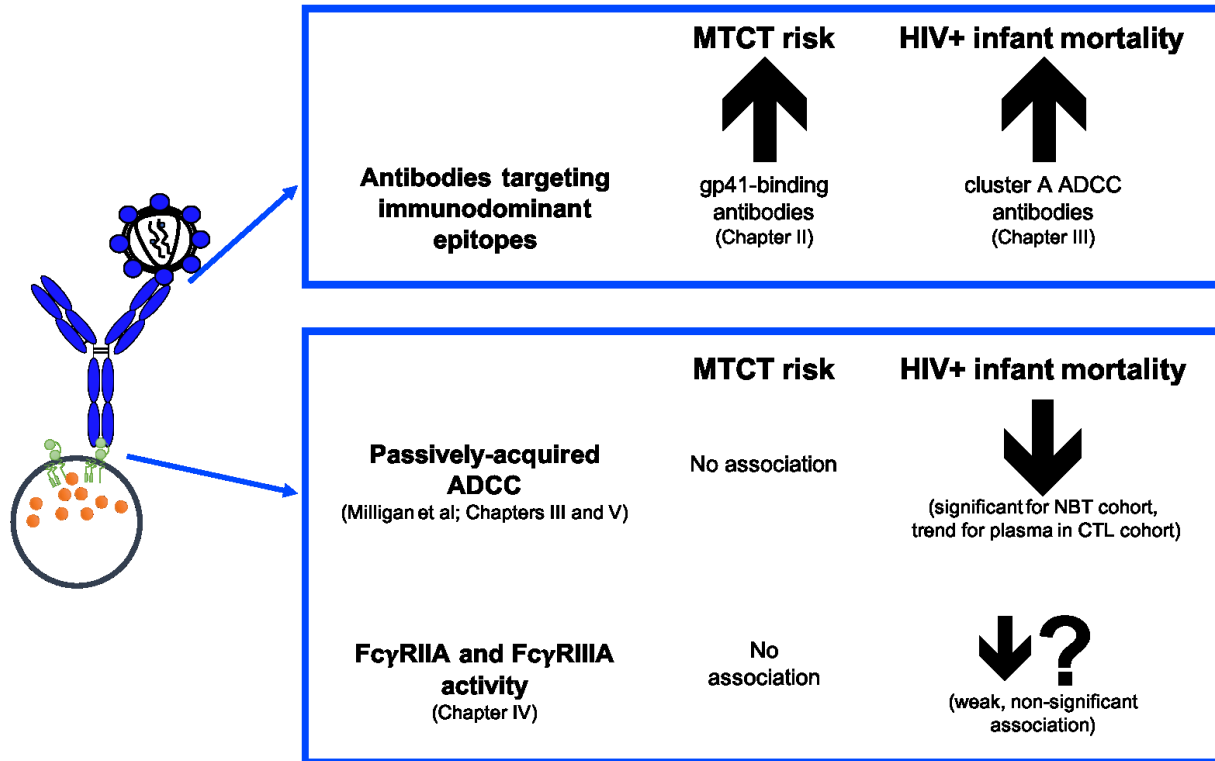 MTCT risk
HIV+ infant mortality
Antibodies targeting
immunodominant
epitopes
gp41-binding
antibodies
(Chapter II)
cluster A ADCC
antibodies
(Chapter III)
MTCT risk
HIV+ infant mortality
Passively-acquired
ADCC
(Milligan et al; Chapters III and V)
No association
(significant for NBT cohort,
trend for plasma in CTL cohort)
FcγRIIA and FcγRIIIA
activity
(Chapter IV)
No
association
?
(weak, non-significant
association)